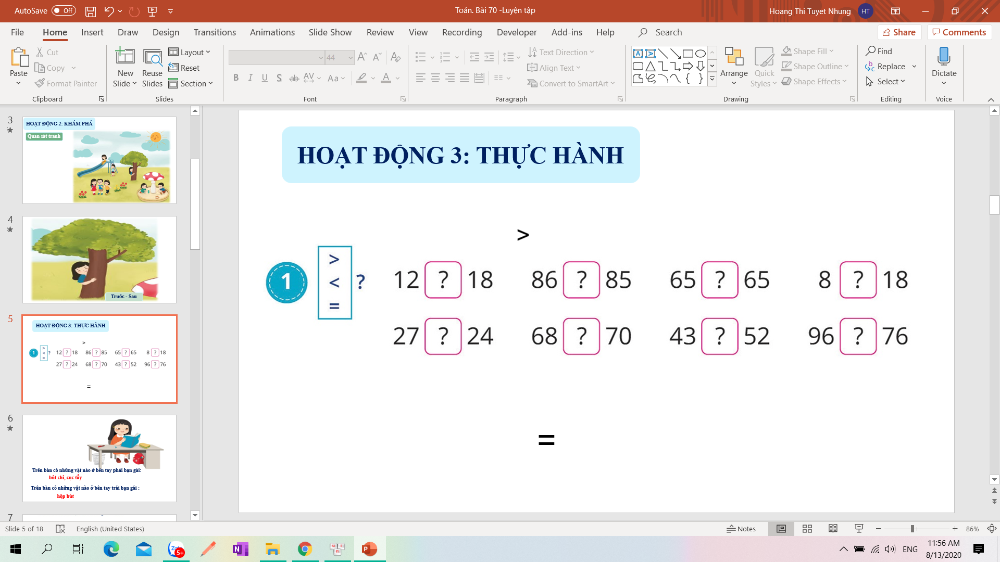 AutoSave Off
Toán. Bài 70 -Luyện tập
Hoang Thi Tuyet Nhung HT
File Home Insert Draw Design Transitions Animations Slide Show Review View Recording Developer Add-ins Help Search Share Comments
Paste
Cut
Copy
Format Painter
Clipboard
New Slide
Reuse Slides
Layout
Reset
Section
Slides
44
B I U S ab AV Aa A
Font
Text Direction
Align Text
Convert to SmartArt
Paragraph
Arrange
Quick Styles
Shape Fill
Shape Outline
Shape Effects
Drawing
Find
Replace
Select
Editing
Dictate
Voice
3
HOẠT ĐỘNG 2: KHÁM PHÁ
Quan sát tranh
4
Trước - Sau
5
HOẠT ĐỘNG 3: THỰC HÀNH
>
1 > < = ? 12 ? 18 86 ? 85 65 ? 65 8 ? 18
27 ? 24 68 ? 70 43 ? 52 96 ? 76
=
6
Trên bàn có những vật nào ở bên tay phải bạn gái:
bút chì, cục tẩy
Trên bàn có những vật nào ở bên tay trái bạn gái :
hộp bút
7
HOẠT ĐỘNG 3: THỰC HÀNH
>
1 > < = ? 12 ? 18 86 ? 85 65 ? 65 8 ? 18
27 ? 24 68 ? 70 43 ? 52 96 ? 76
=
Slide 5 of 18 English (United States) Notes 86%
5+
ENG
11:56 AM
8/13/2020